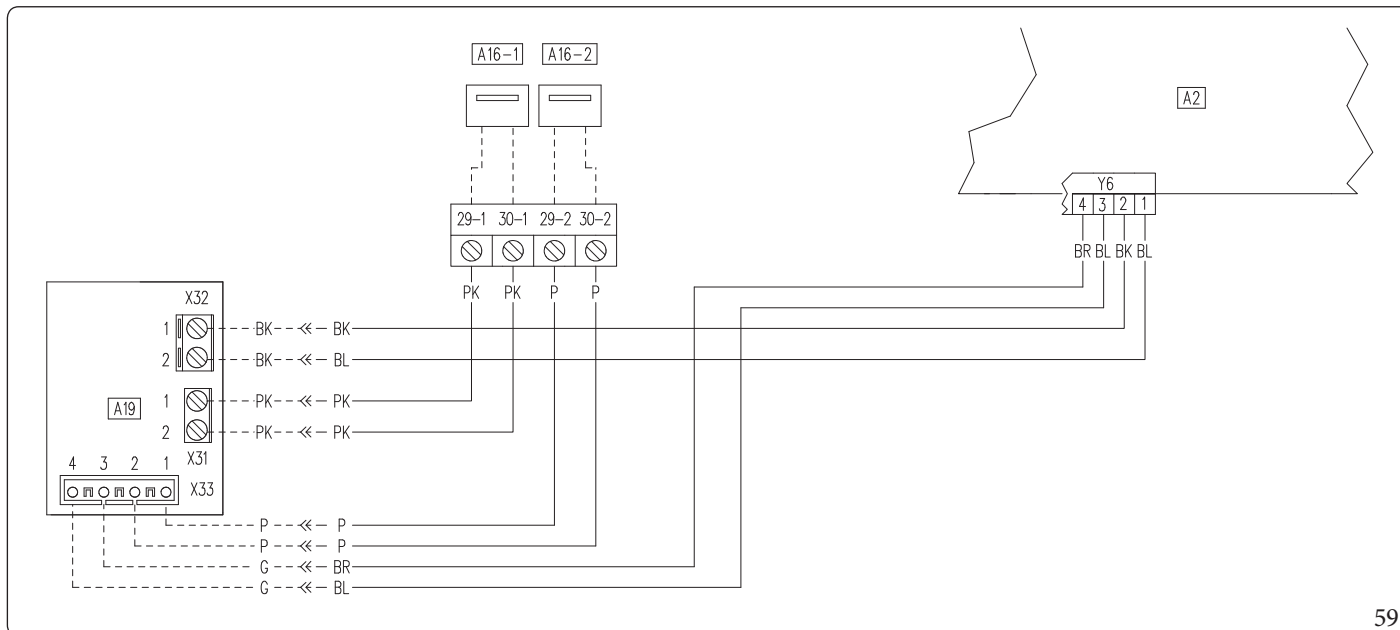 A16-1 A16-2
A2
Y6
4 3 2 1
BR BL BK BL
29-1 30-1 29-2 30-2
PK PK P P
X32
1 BK BK
2 BK BL
A19
1 PK PK
2 PK PK
X31
4 3 2 1
X33
P P
P P
G BR
G BL
59